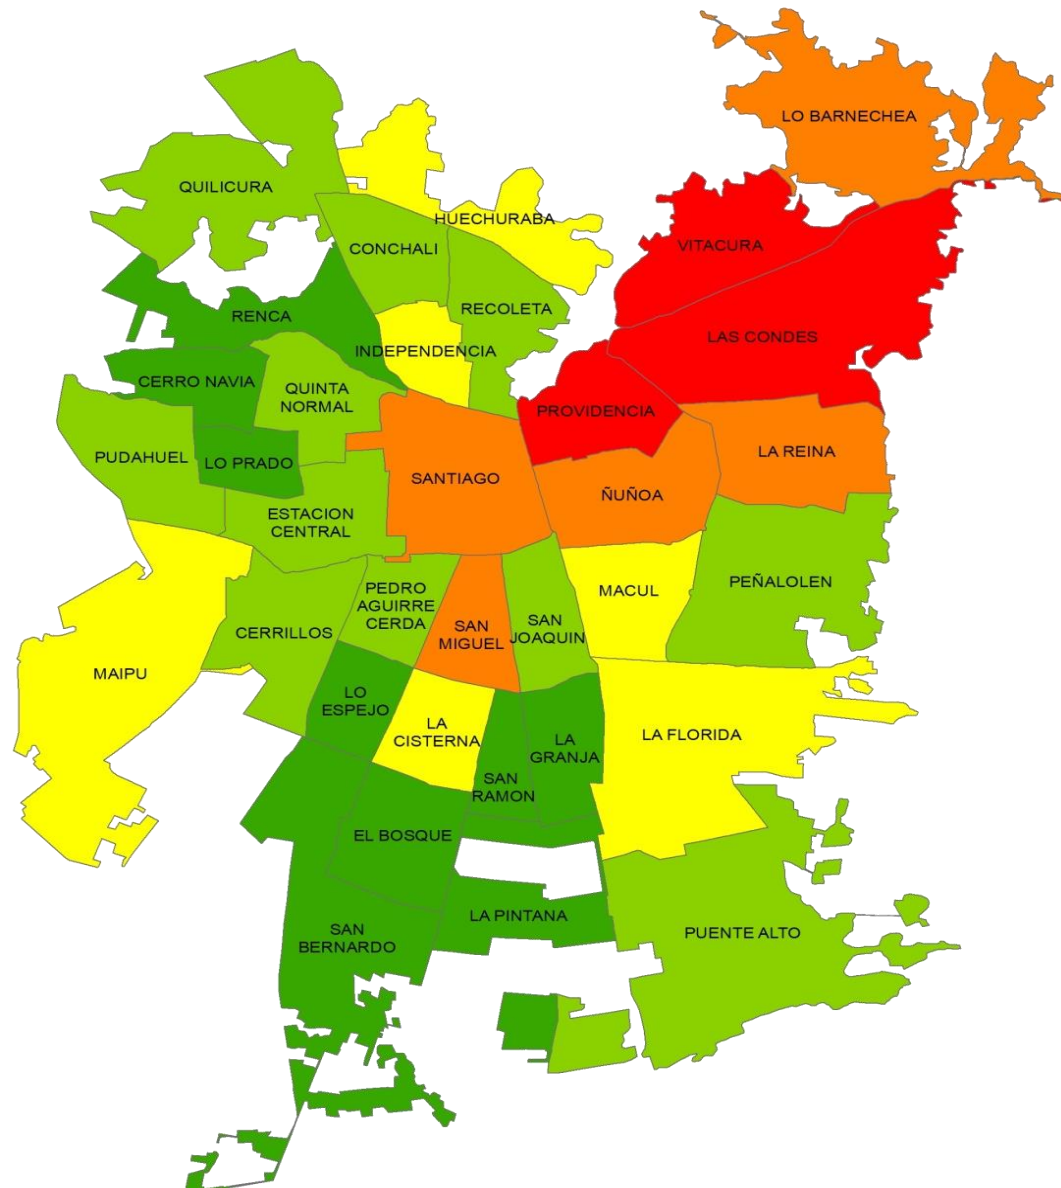 LO BARNECHEA
QUILICURA
HUECHURABA
VITACURA
CONCHALI
RECOLETA
RENCA
LAS CONDES
INDEPENDENCIA
CERRO NAVIA
QUINTA
NORMAL
PROVIDENCIA
PUDAHUEL
LO PRADO
LA REINA
SANTIAGO
ÑUÑOA
ESTACION
CENTRAL
PEDRO
AGUIRRE
CERDA
MACUL
PEÑALOLEN
CERRILLOS
SAN
MIGUEL
SAN
JOAQUIN
MAIPU
LO
ESPEJO
LA
CISTERNA
LA
GRANJA
LA FLORIDA
SAN
RAMON
EL BOSQUE
LA PINTANA
SAN
BERNARDO
PUENTE ALTO